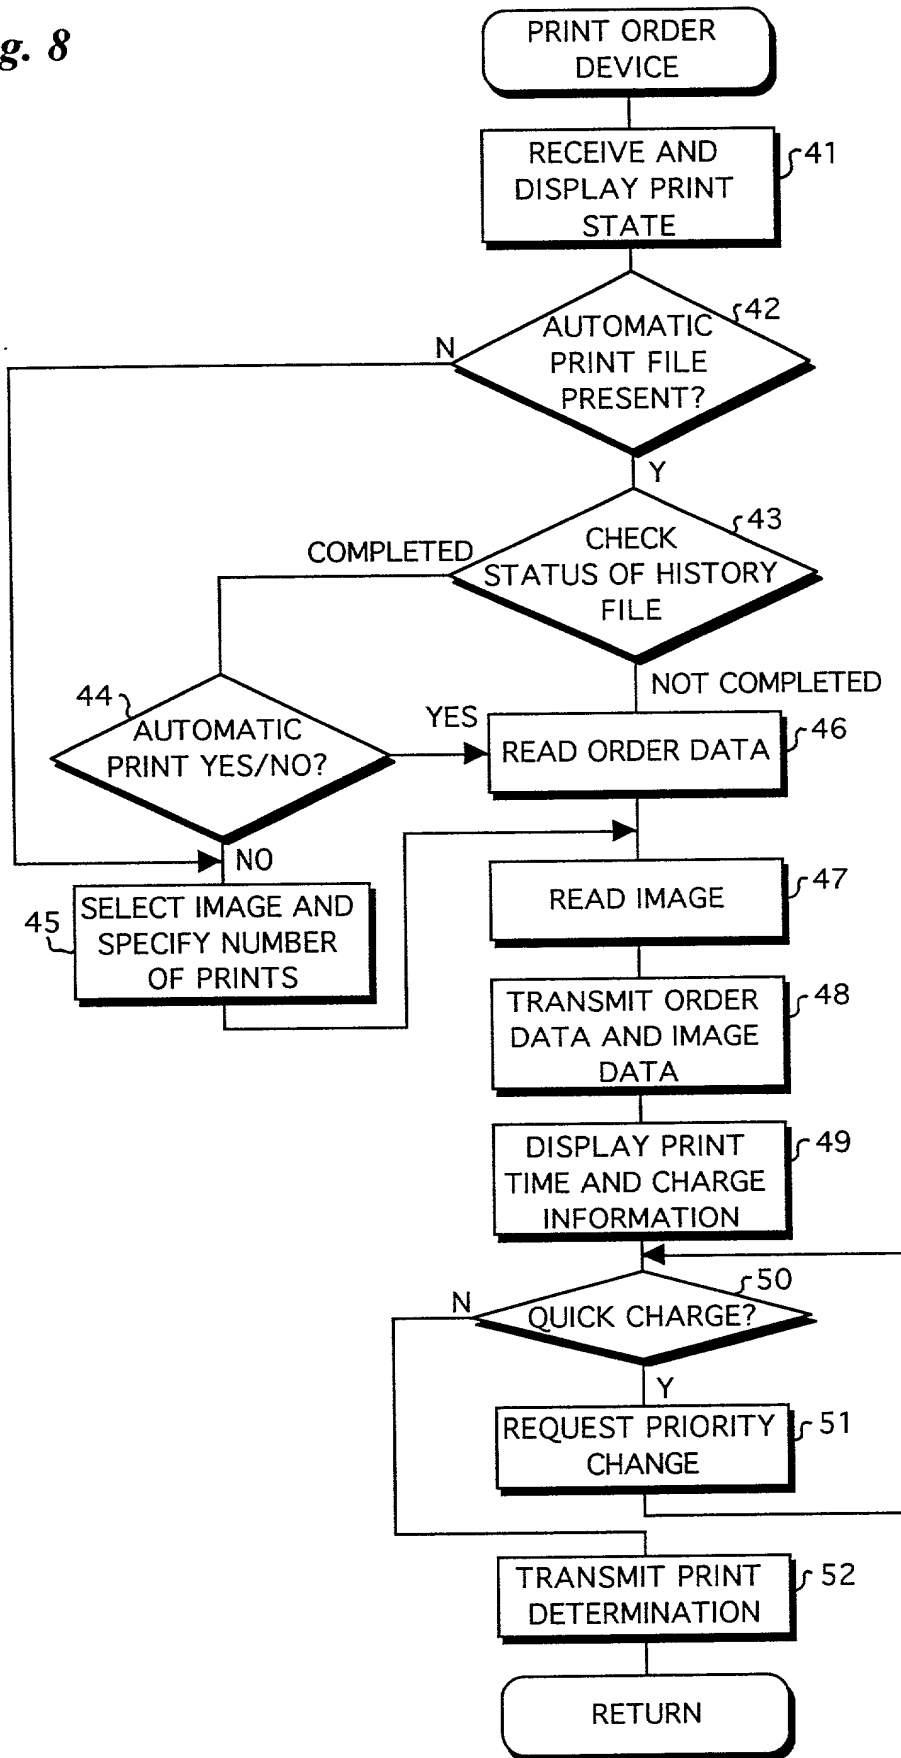 g. 8
PRINT ORDER
DEVICE
RECEIVE AND
DISPLAY PRINT
STATE
41
AUTOMATIC
PRINT FILE
PRESENT?
42
N
Y
CHECK
STATUS OF HISTORY
FILE
43
COMPLETED
NOT COMPLETED
44
AUTOMATIC
PRINT YES/NO?
YES
NO
READ ORDER DATA
46
45
SELECT IMAGE AND
SPECIFY NUMBER
OF PRINTS
READ IMAGE
47
TRANSMIT ORDER
DATA AND IMAGE
DATA
48
DISPLAY PRINT
TIME AND CHARGE
INFORMATION
49
QUICK CHARGE?
50
N
Y
REQUEST PRIORITY
CHANGE
51
TRANSMIT PRINT
DETERMINATION
52
RETURN